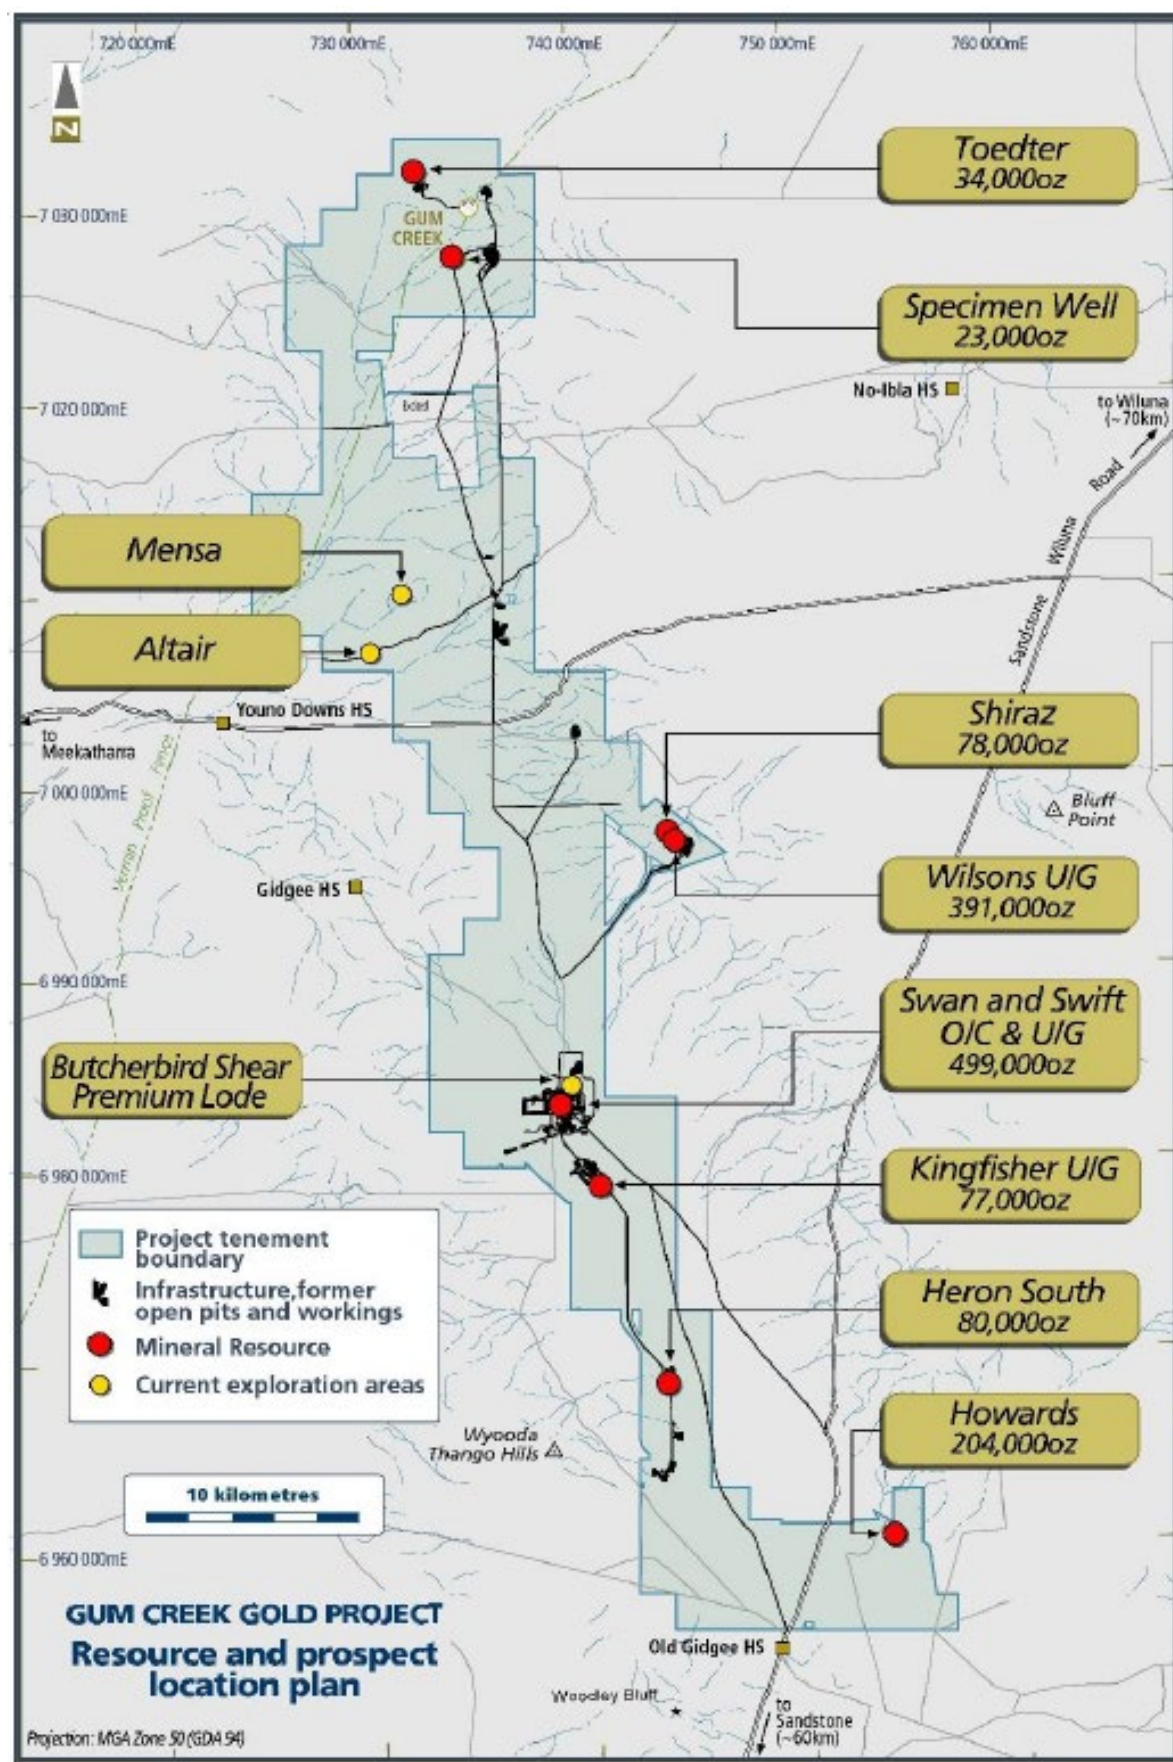 720 000mE
730 000mE
740 000mE
750 000mE
760 000mE
N
Toedter
34,000oz
7 030 000mE
GUM
CREEK
Specimen Well
23,000oz
No-Ibla HS
to Wiluna
(~70km)
7 020 000mE
Road
Wiluna
Sandstone
Mensa
Altair
Youno Downs HS
to
Meekatharra
Shiraz
78,000oz
7 000 000mE
Bluff
Point
Vermin Proof Fence
Wilsons U/G
391,000oz
Gidgee HS
6 990 000mE
Swan and Swift
O/C & U/G
499,000oz
Butcherbird Shear
Premium Lode
6 980 000mE
Kingfisher U/G
77,000oz
Project tenement
boundary
Infrastructure,former
open pits and workings
Mineral Resource
Current exploration areas
Heron South
80,000oz
Howards
204,000oz
Wyooda
Thango Hills
10 kilometres
6 960 000mE
GUM CREEK GOLD PROJECT
Resource and prospect
location plan
Old Gidgee HS
Woodley Bluff
to
Sandstone
(~60km)
Projection: MGA Zone 50 (GDA 94)